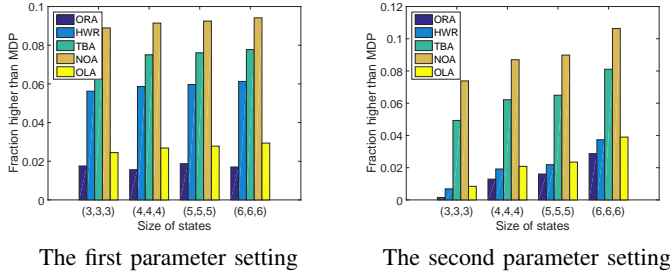 Fraction higher than MDP
0.1
0.08
0.06
0.04
0.02
0
ORA
HWR
TBA
NOA
OLA
(3,3,3) (4,4,4) (5,5,5) (6,6,6)
Size of states
The first parameter setting
Fraction higher than MDP
0.12
0.1
0.08
0.06
0.04
0.02
0
ORA
HWR
TBA
NOA
OLA
(3,3,3) (4,4,4) (5,5,5) (6,6,6)
Size of states
The second parameter setting